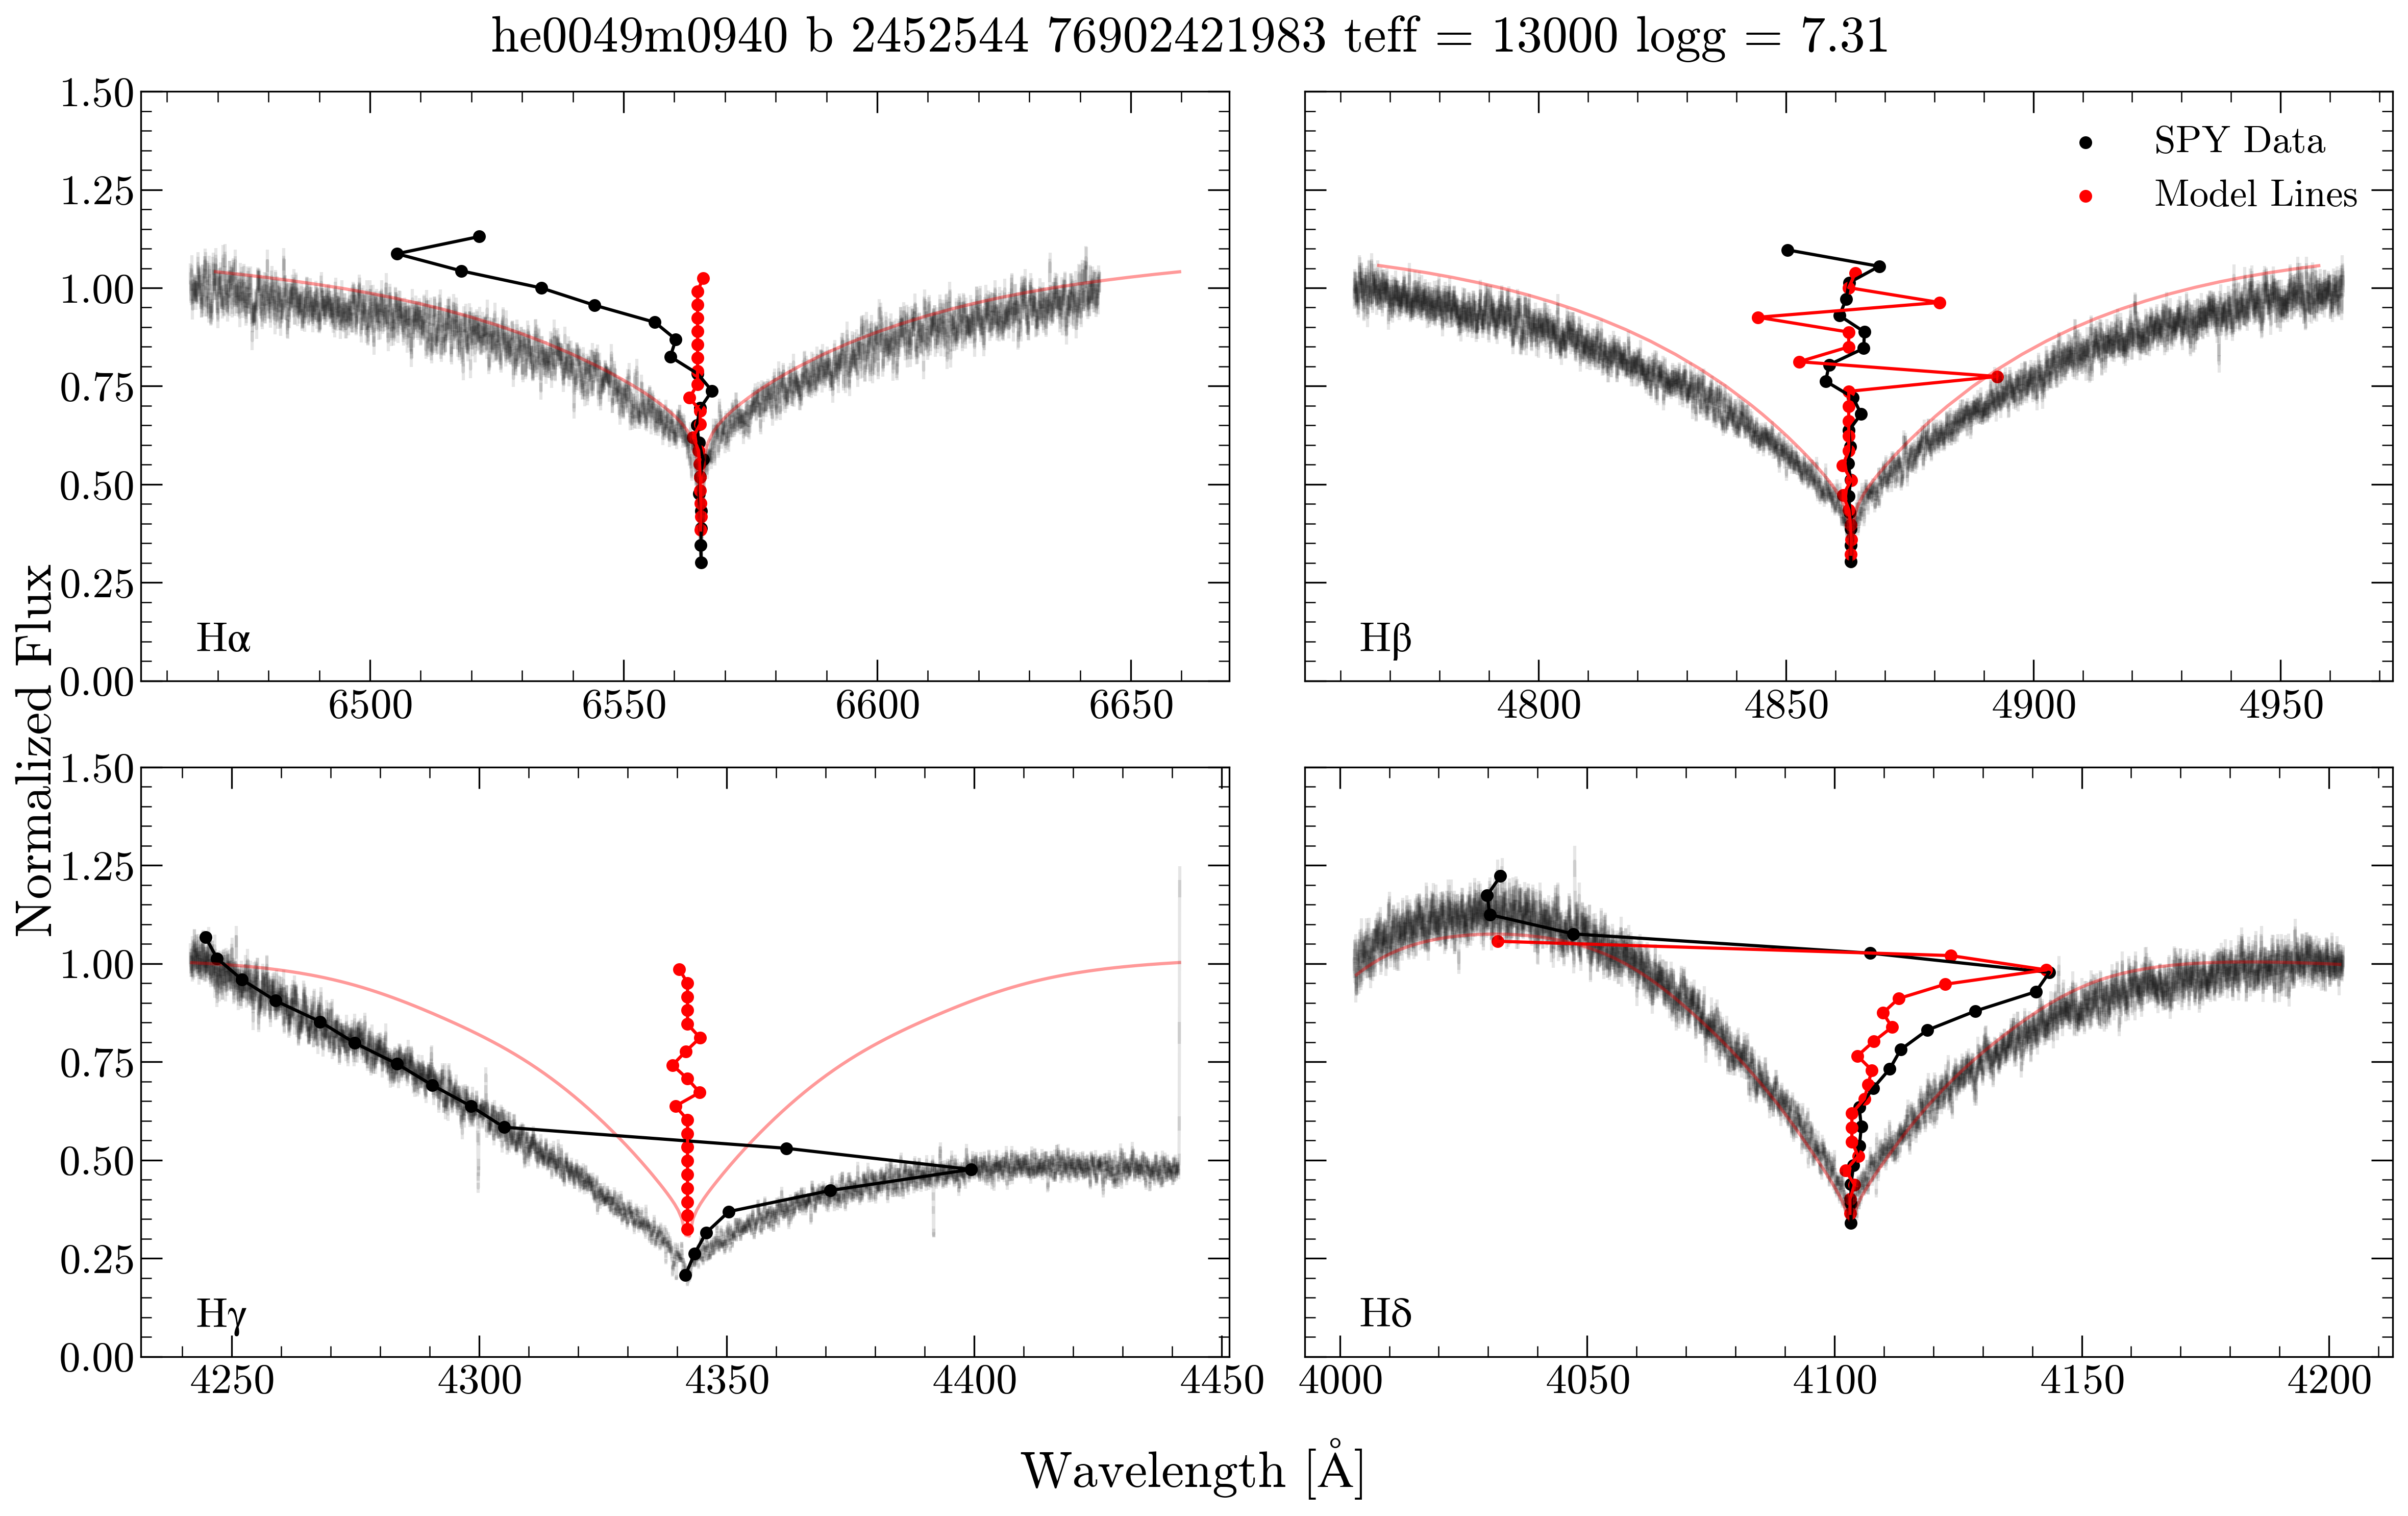 he0049m0940 b 2452544 76902421983 teff = 13000 logg = 7.31
1.50
1.25
1.00
0.75
0.50
0.25
0.00
Hα
6500 6550 6600 6650
SPY Data
Model Lines
Hβ
4800 4850 4900 4950
Normalized Flux
1.50
1.25
1.00
0.75
0.50
0.25
0.00
Hγ
4250 4300 4350 4400 4450
Hδ
4000 4050 4100 4150 4200
Wavelength [Å]